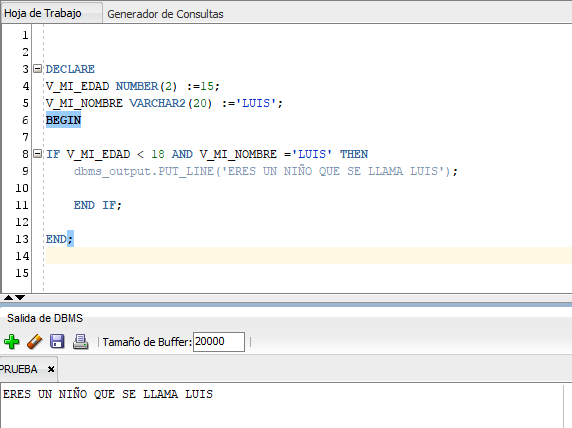 Hoja de Trabajo Generador de Consultas
1
2
3 DECLARE
4 V_MI_EDAD NUMBER(2) :=15;
5 V_MI_NOMBRE VARCHAR2(20) :='LUIS';
6 BEGIN
7
8 IF V_MI_EDAD < 18 AND V_MI_NOMBRE ='LUIS' THEN
9 dbms_output.PUT_LINE('ERES UN NIÑO QUE SE LLAMA LUIS');
10
11 END IF;
12
13 END;
14
15
Salida de DBMS
Tamaño de Buffer: 20000
PRUEBA ×
ERES UN NIÑO QUE SE LLAMA LUIS